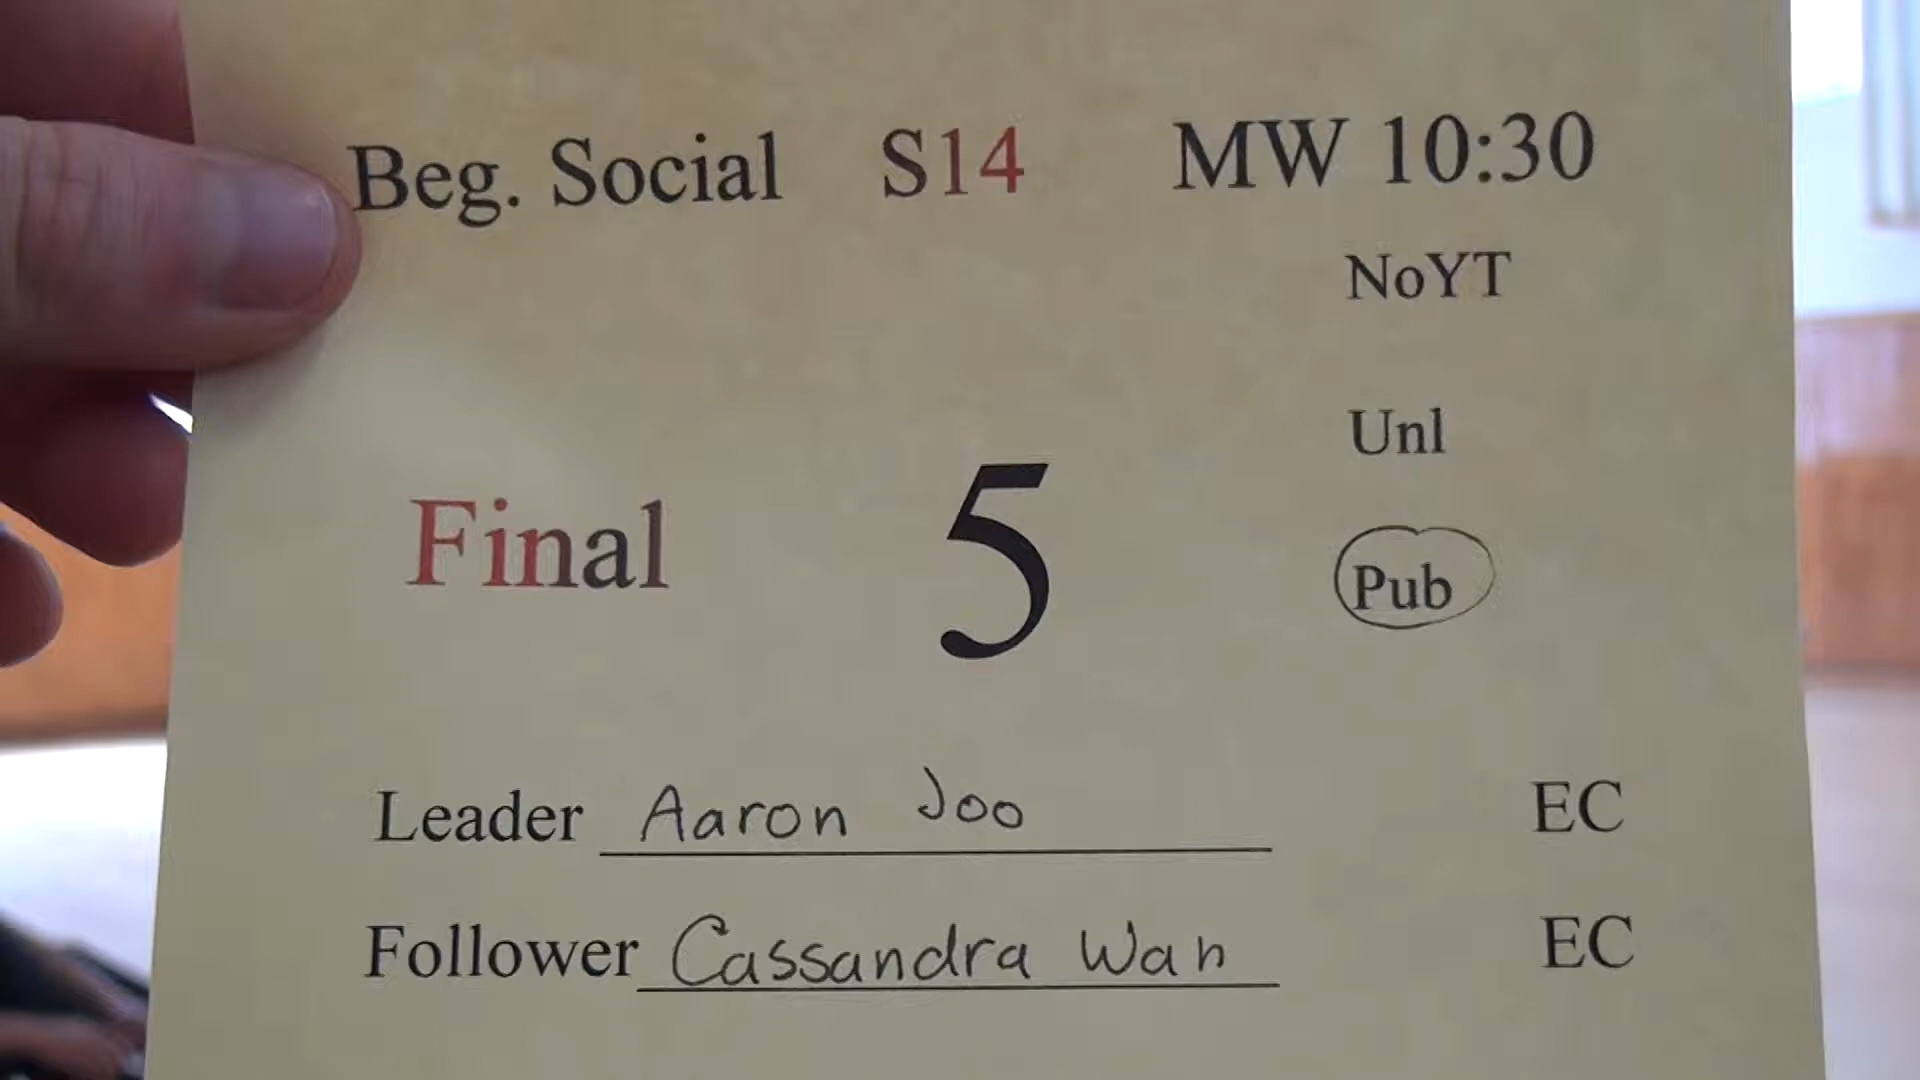 Beg. Social S14 MW 10:30
NoYT
Unl
Final 5
Pub
Leader Aaron Joo EC
Follower Cassandra Wan EC